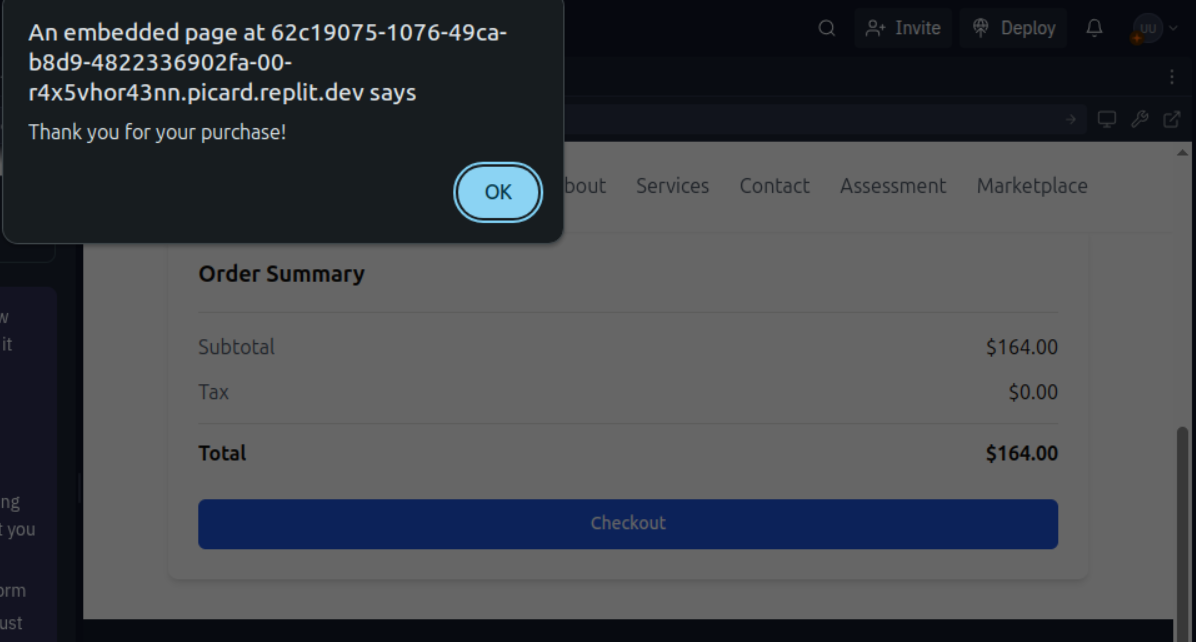 An embedded page at 62c19075-1076-49ca-
b8d9-4822336902fa-00-
r4x5vhor43nn.picard.replit.dev says
Thank you for your purchase!
OK
Invite
Deploy
UU
bout Services Contact Assessment Marketplace
Order Summary
Subtotal $164.00
Tax $0.00
Total $164.00
Checkout
w
it
ng
t you
orm
ust